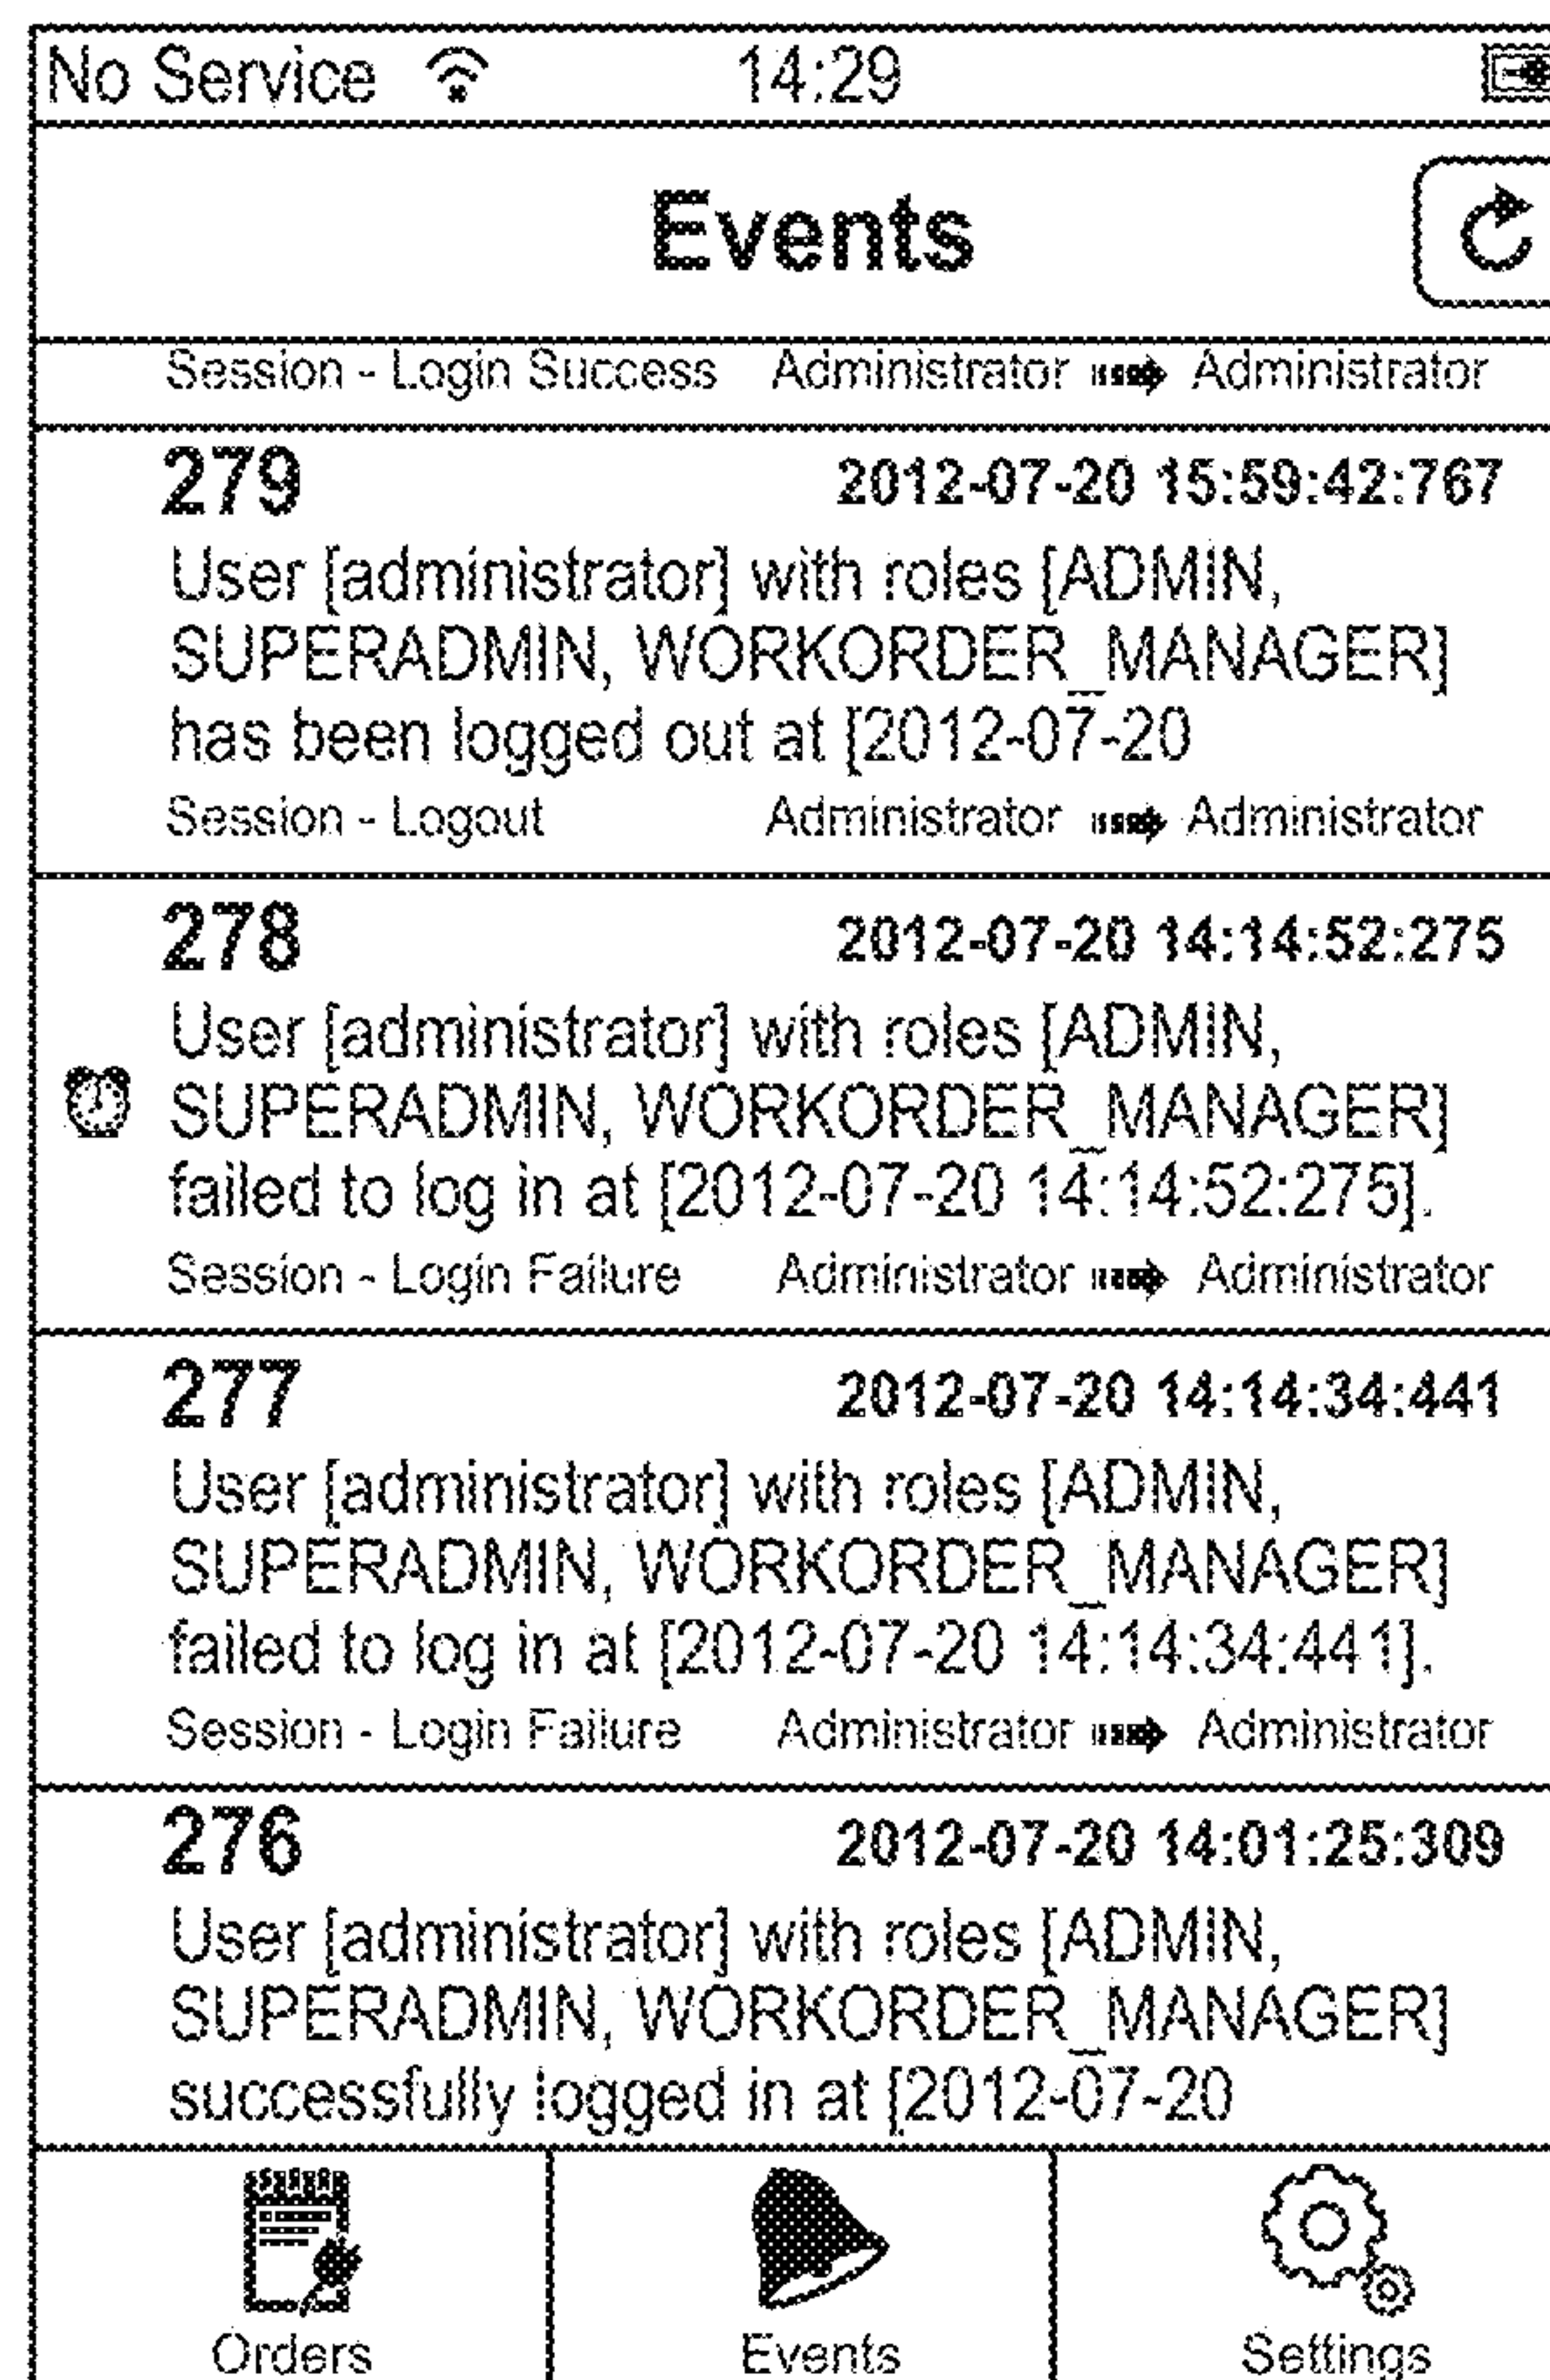 No Service 14:29
Events
Session - Login Success Administrator Administrator
279 2012-07-20 15:59:42:767
User [administrator] with roles [ADMIN,
SUPERADMIN, WORKORDER_MANAGER]
has been logged out at [2012-07-20
Session - Logout Administrator Administrator
278 2012-07-20 14:14:52:275
User [administrator] with roles [ADMIN,
SUPERADMIN, WORKORDER_MANAGER]
failed to log in at [2012-07-20 14:14:52:275].
Session - Login Failure Administrator Administrator
277 2012-07-20 14:14:34:441
User [administrator] with roles [ADMIN,
SUPERADMIN, WORKORDER_MANAGER]
failed to log in at [2012-07-20 14:14:34:441].
Session - Login Failure Administrator Administrator
276 2012-07-20 14:01:25:309
User [administrator] with roles [ADMIN,
SUPERADMIN, WORKORDER_MANAGER]
successfully logged in at [2012-07-20
Orders Events Settings